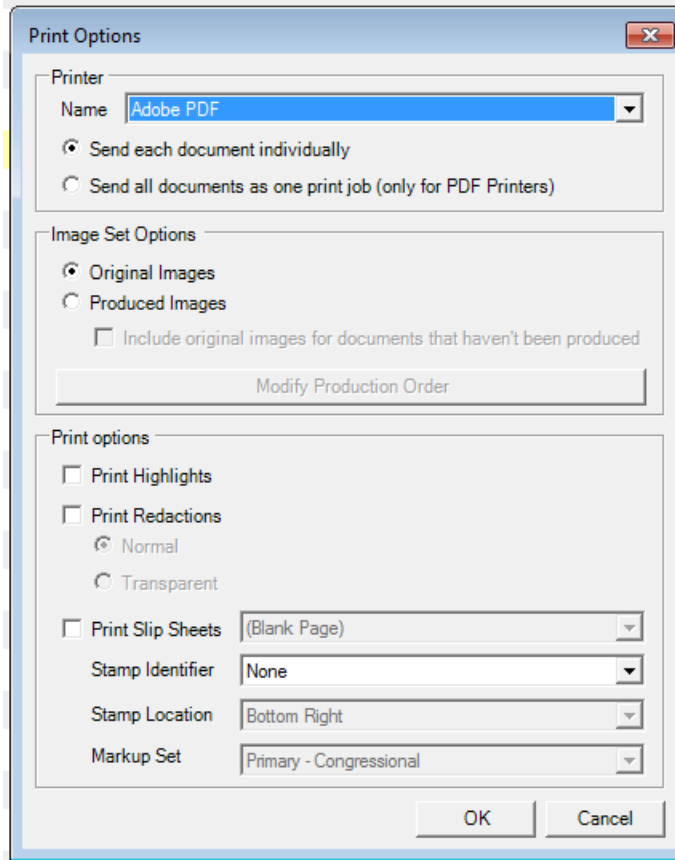 Print Options
Printer
Name Adobe PDF
Send each document individually
Send all documents as one print job (only for PDF Printers)
Image Set Options
Original Images
Produced Images
Include original images for documents that haven't been produced
Modify Production Order
Print options
Print Highlights
Print Redactions
Normal
Transparent
Print Slip Sheets (Blank Page)
Stamp Identifier None
Stamp Location Bottom Right
Markup Set Primary - Congressional
OK Cancel